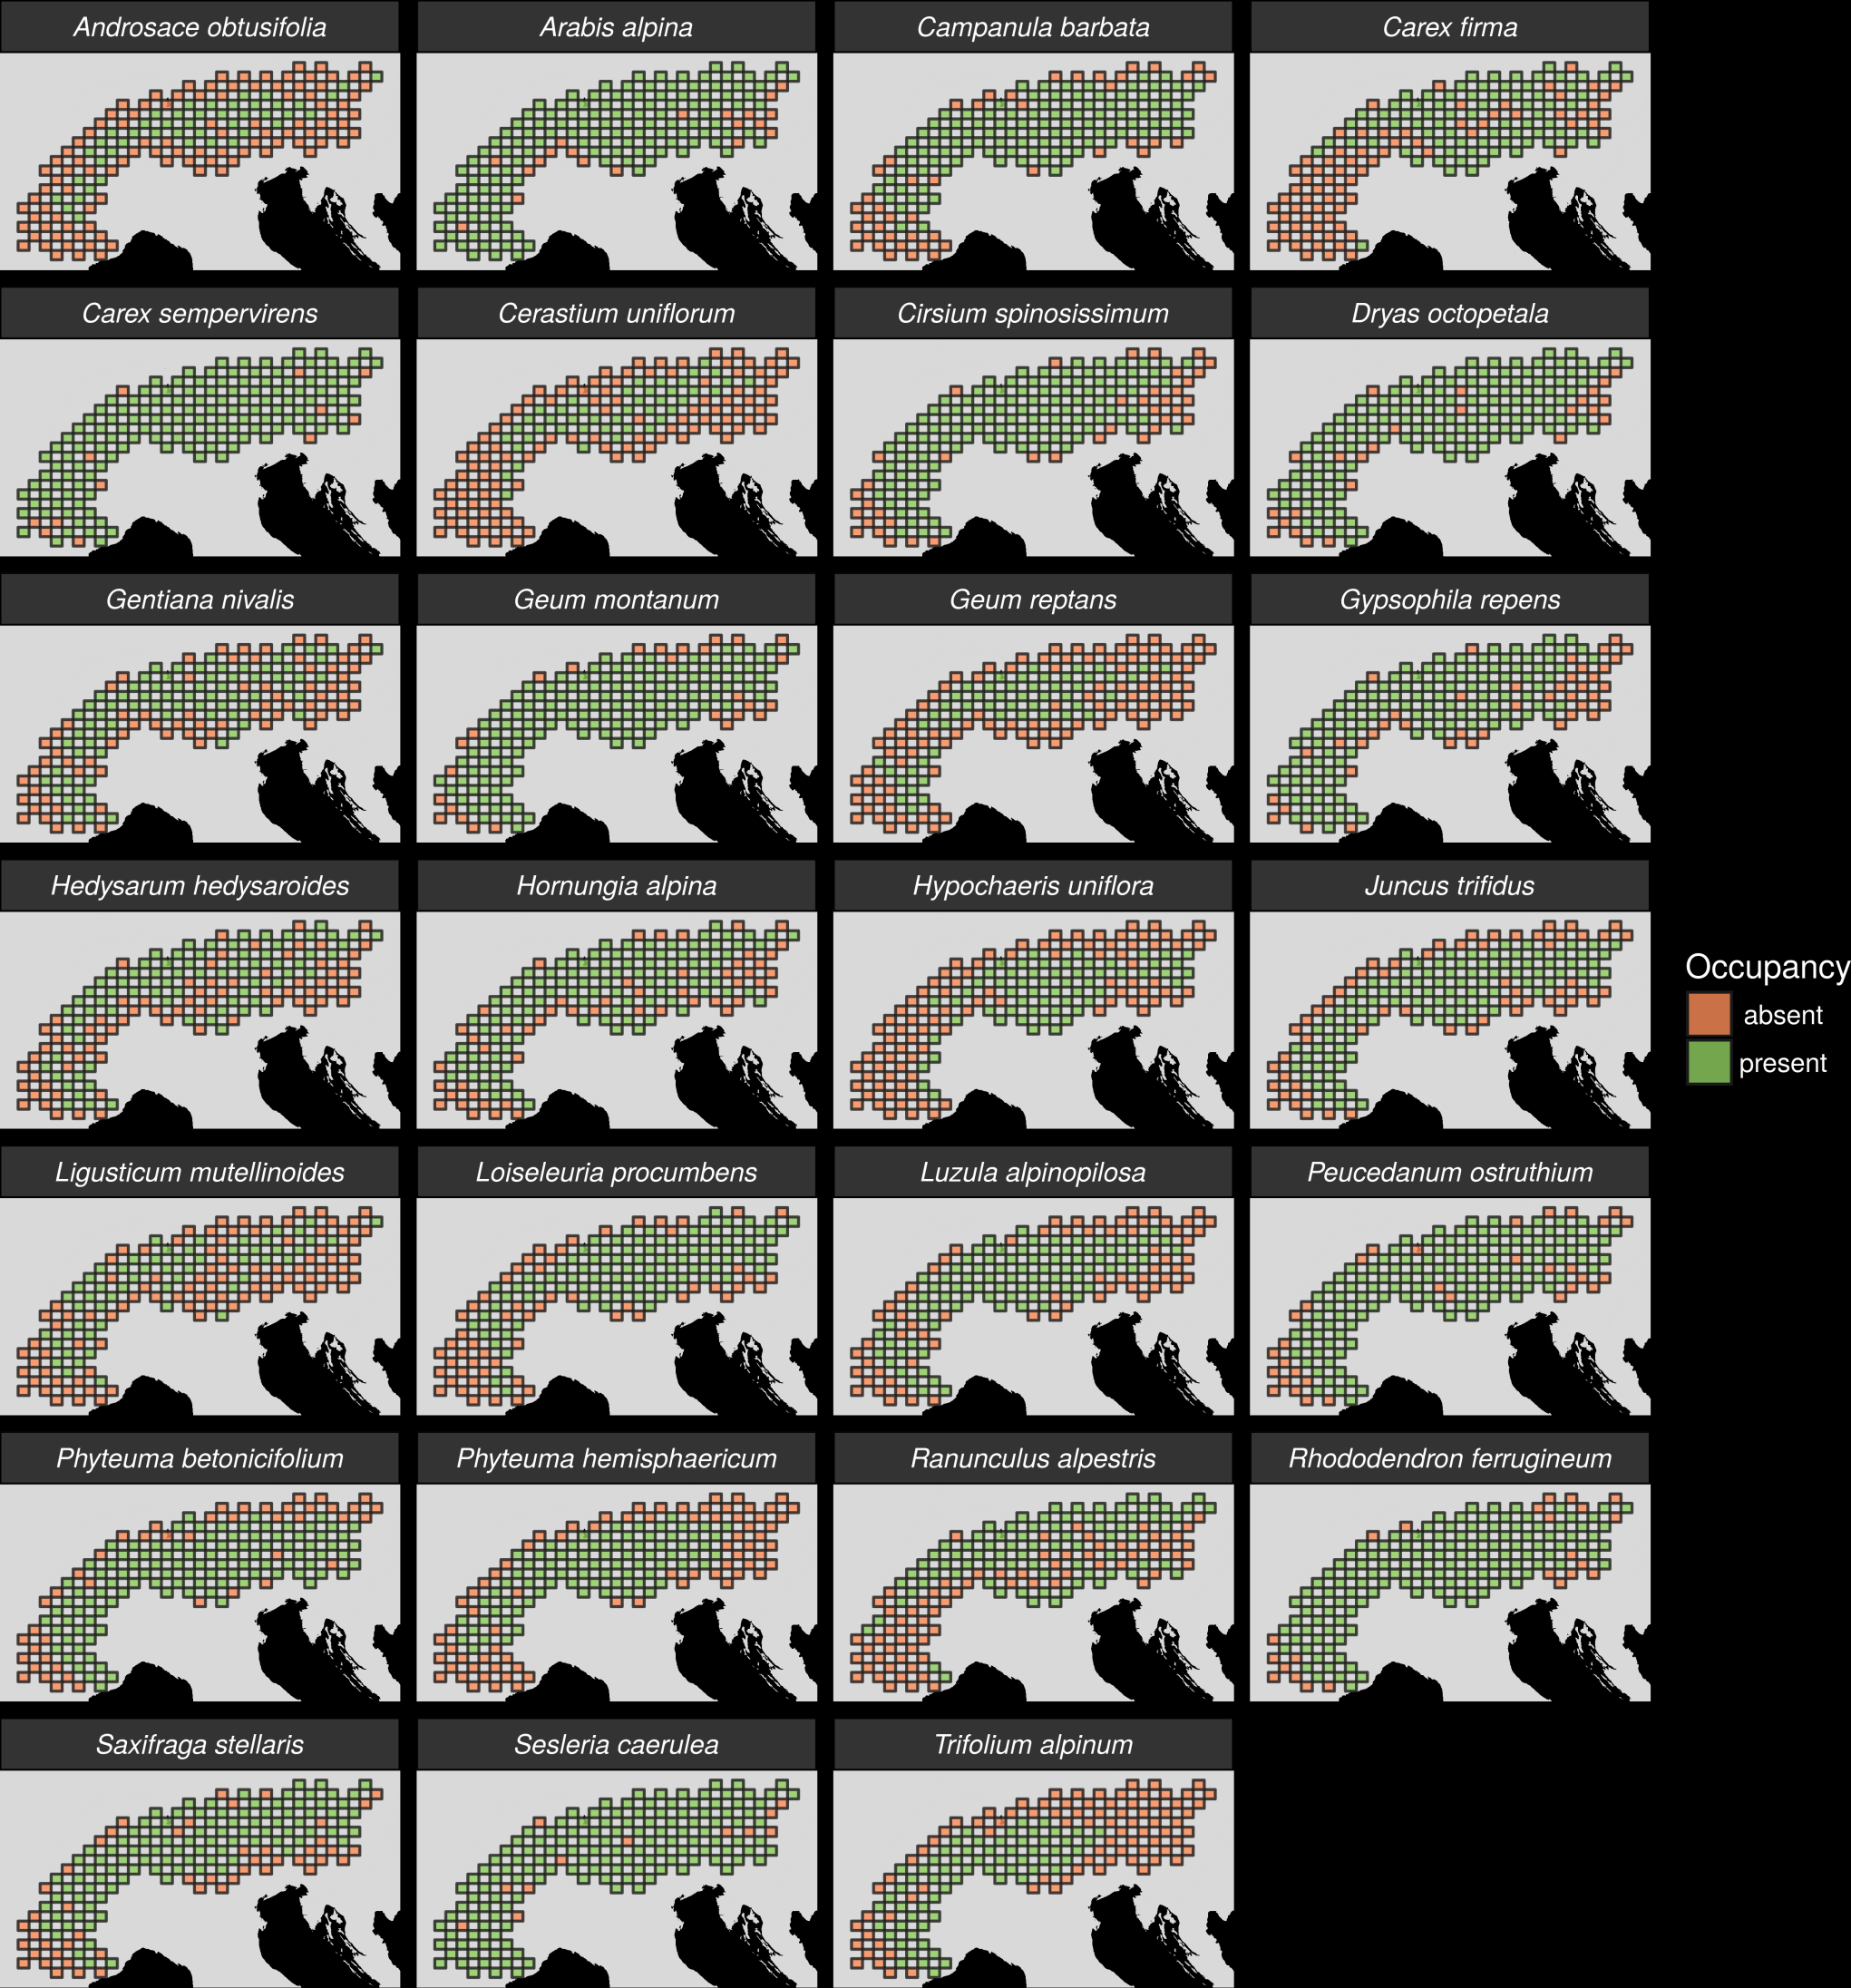 Androsace obtusifolia
Arabis alpina
Campanula barbata
Carex firma
Carex sempervirens
Cerastium uniflorum
Cirsium spinosissimum
Dryas octopetala
Gentiana nivalis
Geum montanum
Geum reptans
Gypsophila repens
Hedysarum hedysaroides
Hornungia alpina
Hypochaeris uniflora
Juncus trifidus
Occupancy
absent
present
Ligusticum mutellinoides
Loiseleuria procumbens
Luzula alpinopilosa
Peucedanum ostruthium
Phyteuma betonicifolium
Phyteuma hemisphaericum
Ranunculus alpestris
Rhododendron ferrugineum
Saxifraga stellaris
Sesleria caerulea
Trifolium alpinum